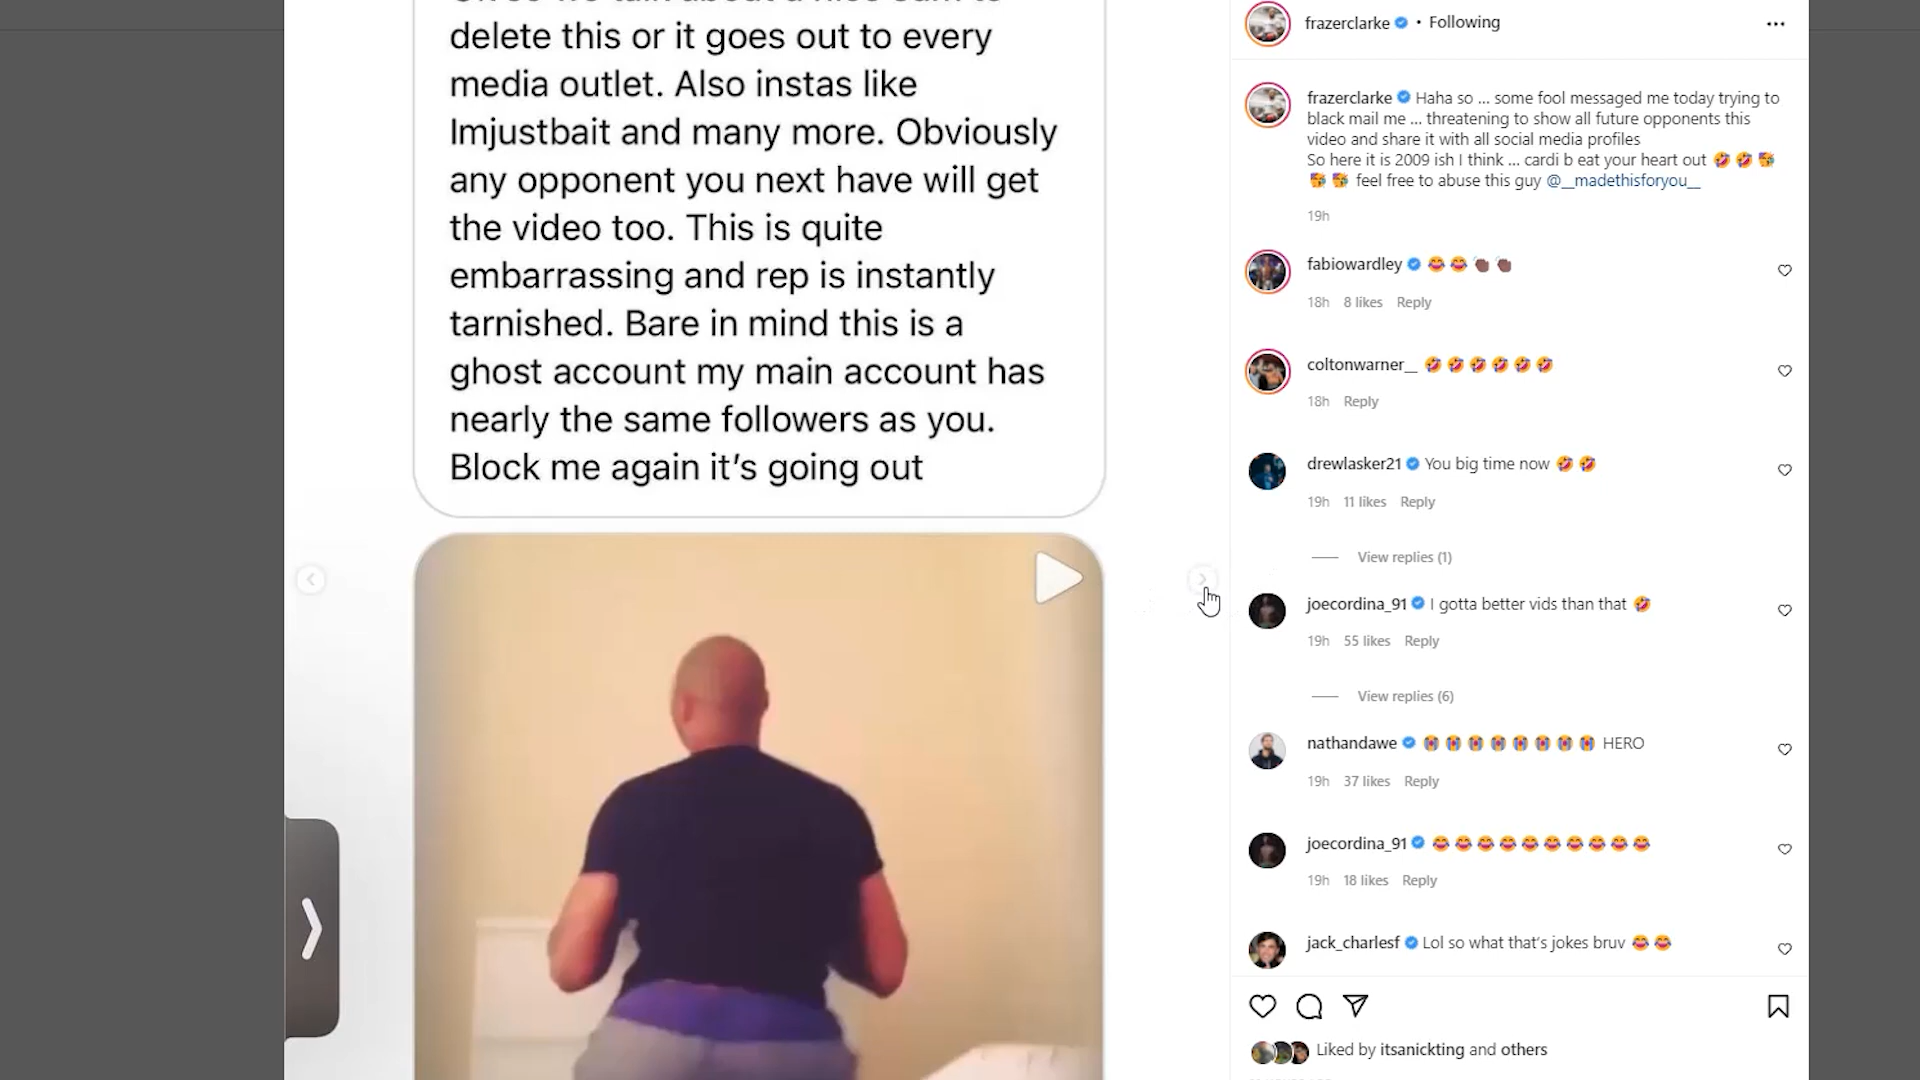 delete this or it goes out to every
media outlet. Also instas like
Imjustbait and many more. Obviously
any opponent you next have will get
the video too. This is quite
embarrassing and rep is instantly
tarnished. Bare in mind this is a
ghost account my main account has
nearly the same followers as you.
Block me again it's going out
frazerclarke • Following
frazerclarke Haha so ... some fool messaged me today trying to
black mail me ... threatening to show all future opponents this
video and share it with all social media profiles
So here it is 2009 ish I think ... cardi b eat your heart out 🤣 🤣 🥳
🥳 🥳 feel free to abuse this guy @__madethisforyou__
19h
fabiowardley 😂 😂 👏🏿 👏🏿
18h 8 likes Reply
coltonwarner__ 🤣 🤣 🤣 🤣 🤣 🤣
18h Reply
drewlasker21 You big time now 🤣 🤣
19h 11 likes Reply
View replies (1)
joecordina_91 I gotta better vids than that 🤣
19h 55 likes Reply
View replies (6)
nathandawe 😭 😭 😭 😭 😭 😭 😭 😭 HERO
19h 37 likes Reply
joecordina_91 😂 😂 😂 😂 😂 😂 😂 😂 😂 😂
19h 18 likes Reply
jack_charlesf Lol so what that's jokes bruv 😂 😂
Liked by itsanickting and others